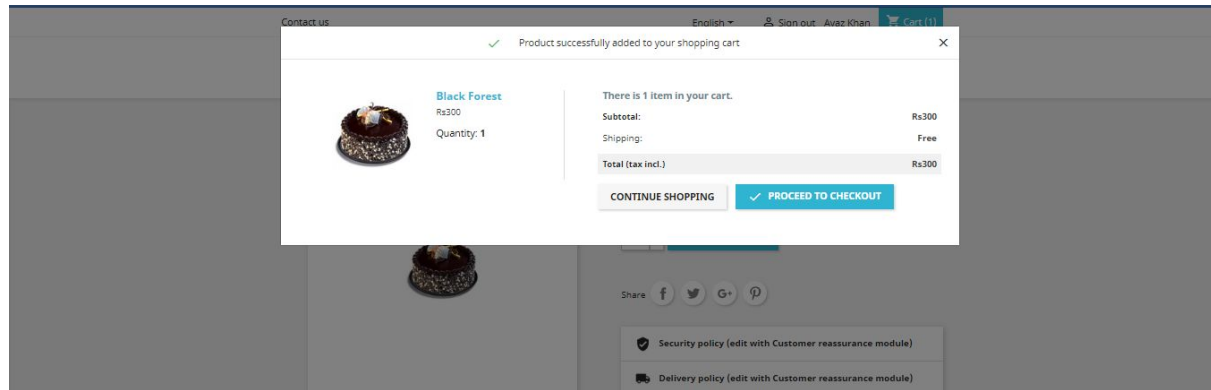 Contact us
English
Sign out Avaz Khan
Cart (1)
Product successfully added to your shopping cart
Black Forest
Rs300
Quantity: 1
There is 1 item in your cart.
Subtotal: Rs300
Shipping: Free
Total (tax incl.) Rs300
CONTINUE SHOPPING
PROCEED TO CHECKOUT
Share
Security policy (edit with Customer reassurance module)
Delivery policy (edit with Customer reassurance module)